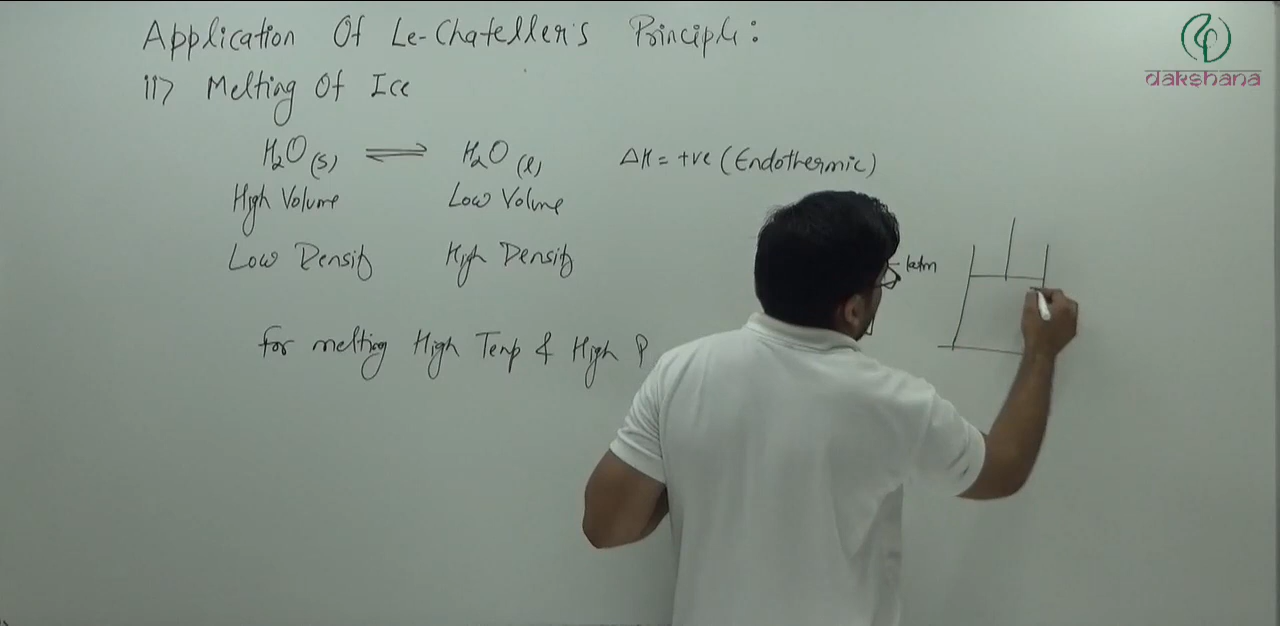 Application Of Le-Chateller's Principle:
dakshana
ii> Melting Of Ice
H₂O(s) ⇌ H₂O(l) ΔH = +ve (Endothermic)
High Volume Low Volume
Low Density High Density
1atm
for melting High Temp & High P